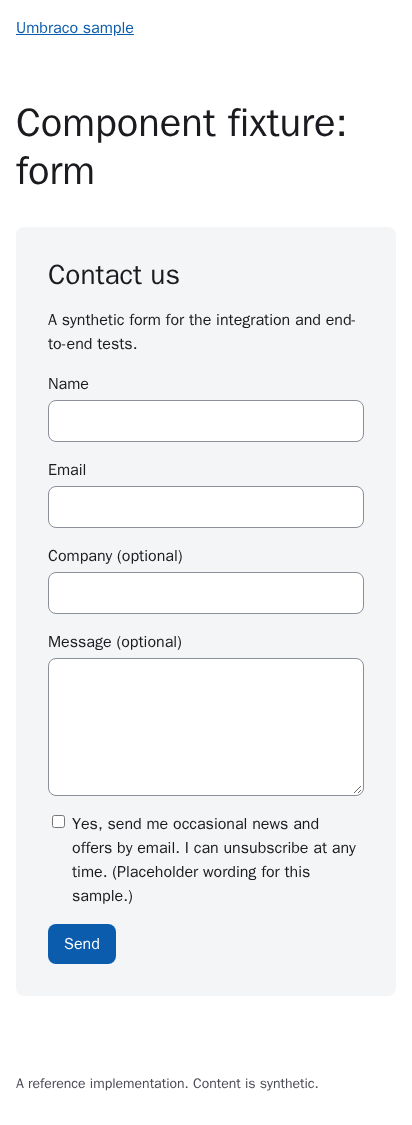 Umbraco sample
Component fixture:
form
Contact us
A synthetic form for the integration and end-
to-end tests.
Name
Email
Company (optional)
Message (optional)
Yes, send me occasional news and
offers by email. I can unsubscribe at any
time. (Placeholder wording for this
sample.)
Send
A reference implementation. Content is synthetic.